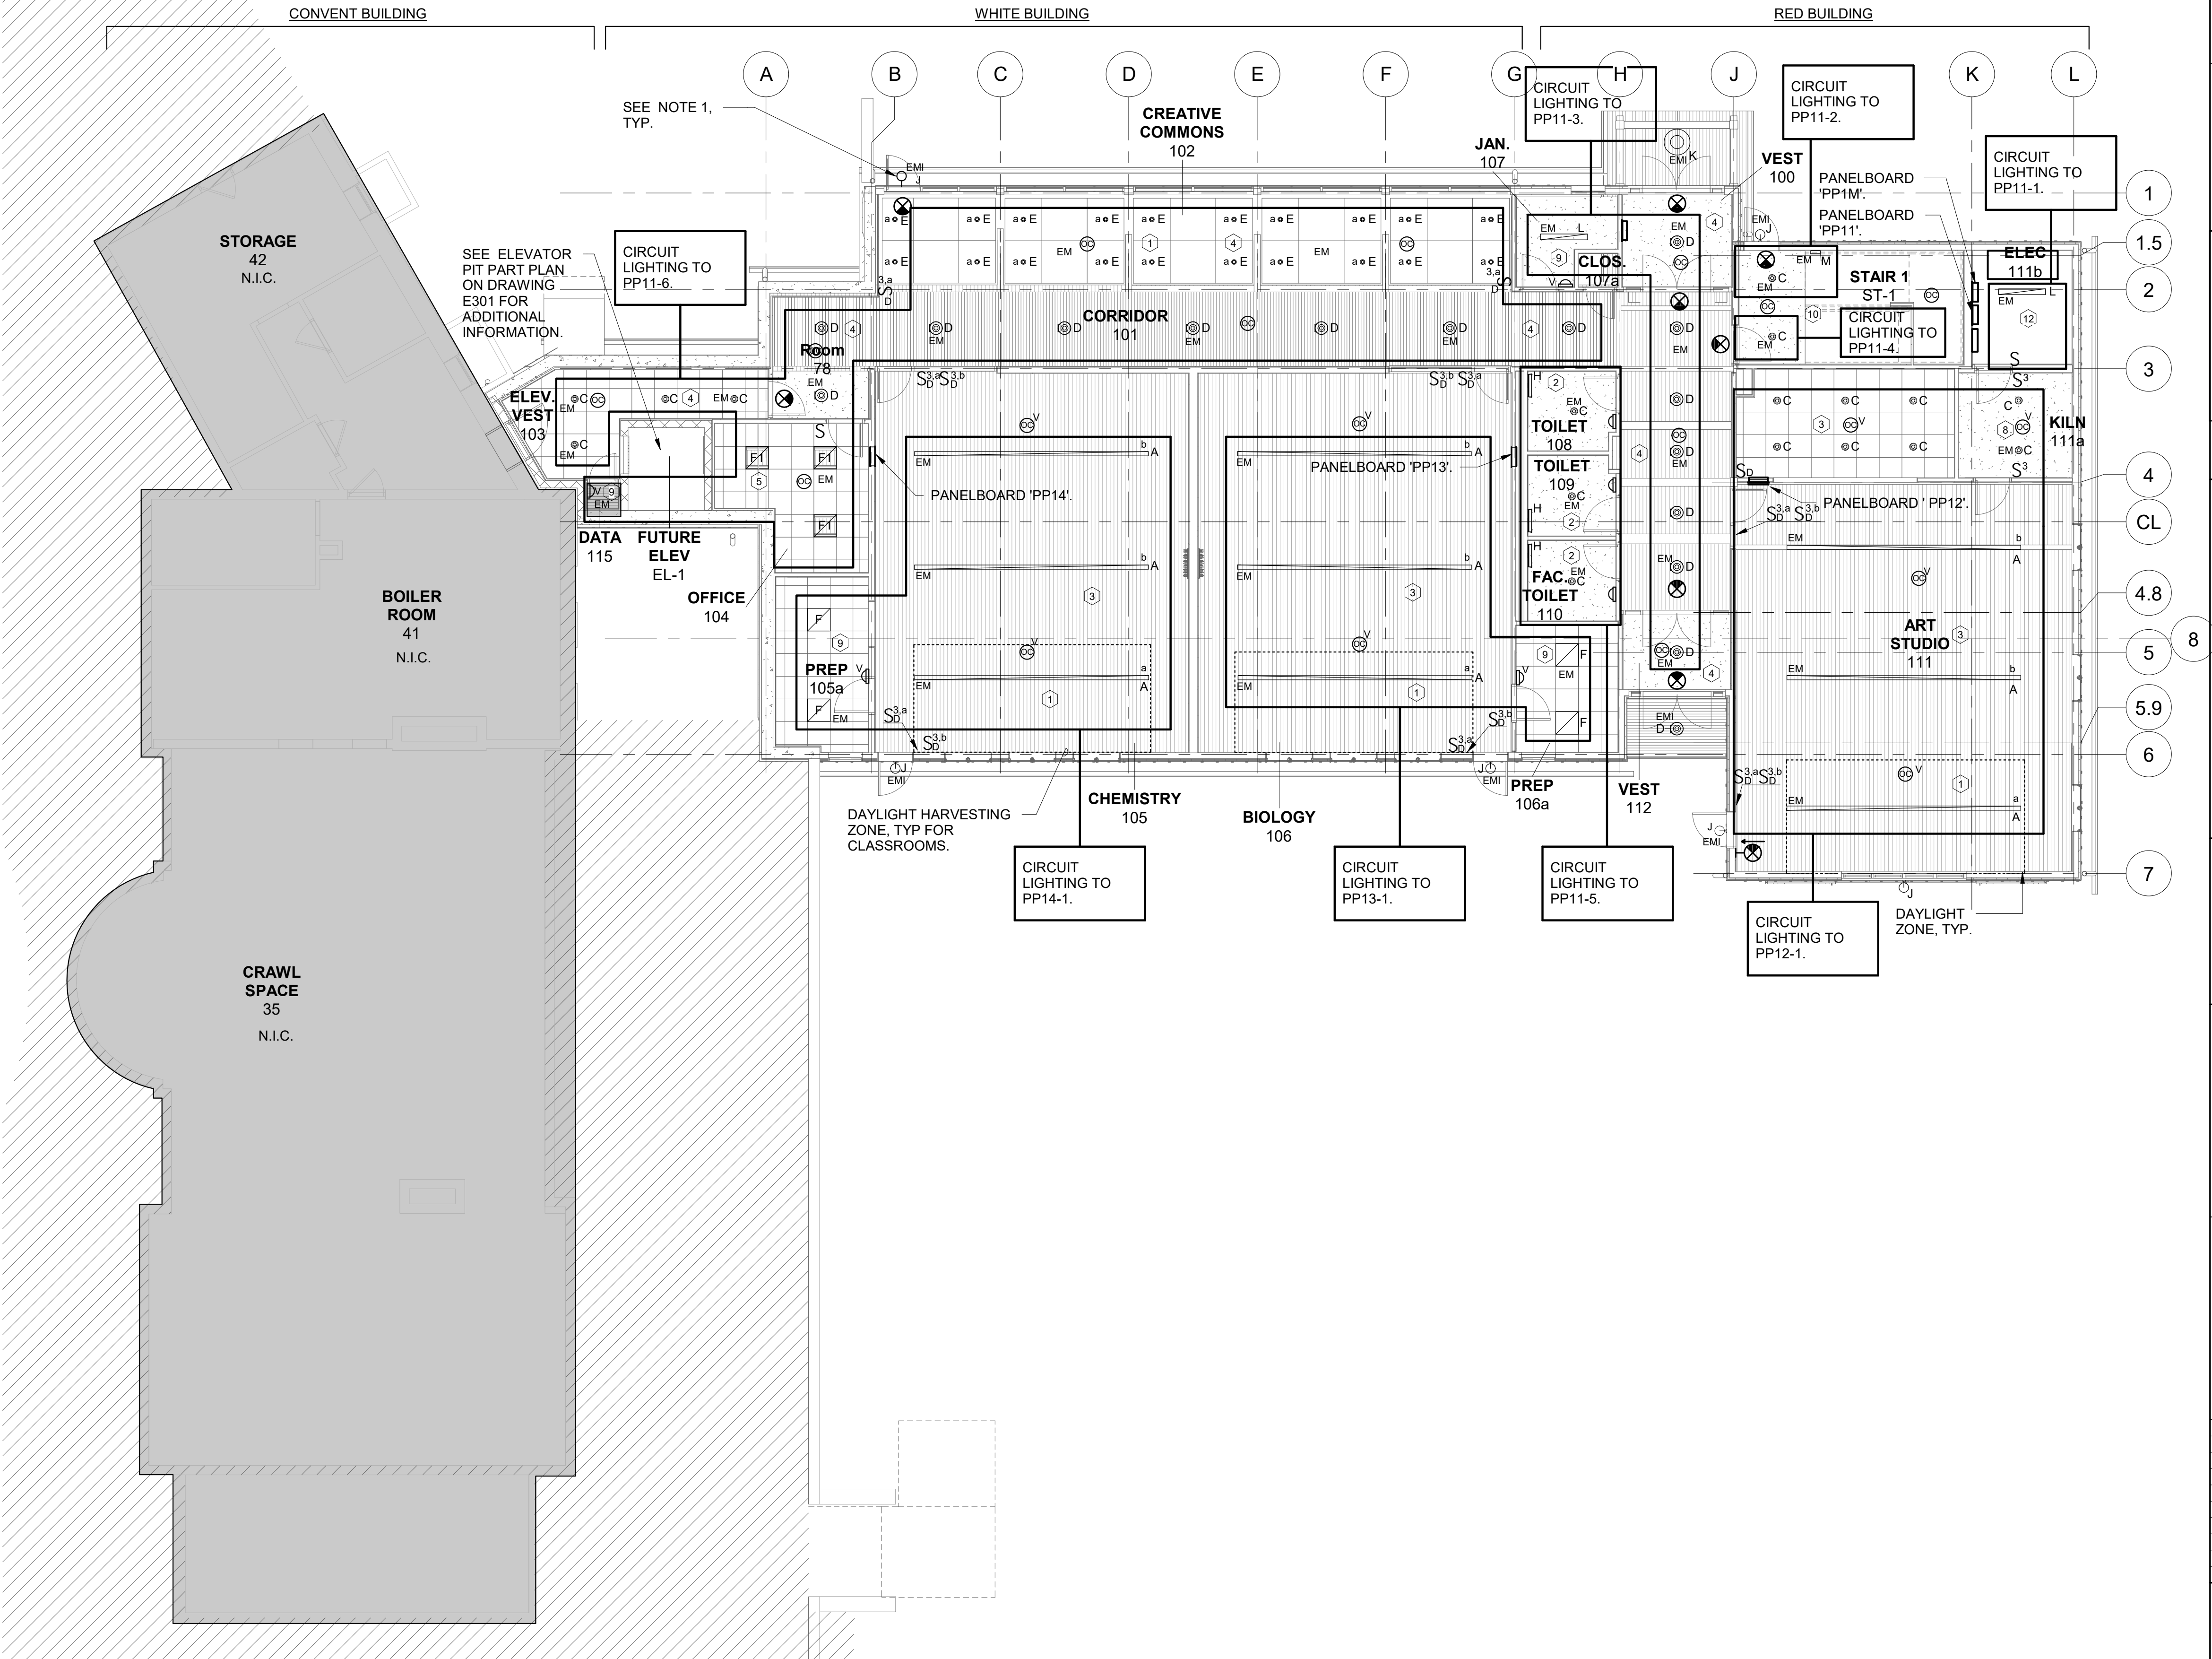 CONVENT BUILDING
WHITE BUILDING
RED BUILDING
A
B
C
D
E
F
G
H
J
K
L
SEE NOTE 1,
TYP.
CREATIVE
COMMONS
102
JAN.
107
CIRCUIT
LIGHTING TO
PP11-3.
CIRCUIT
LIGHTING TO
PP11-2.
CIRCUIT
LIGHTING TO
PP11-1.
VEST
100
PANELBOARD
'PP1M'.
PANELBOARD
'PP11'.
1
1.5
2
3
4
CL
4.8
8
5
5.9
6
7
STORAGE
42
N.I.C.
SEE ELEVATOR
PIT PART PLAN
ON DRAWING
E301 FOR
ADDITIONAL
INFORMATION.
CIRCUIT
LIGHTING TO
PP11-6.
CLOS.
107a
STAIR 1
ST-1
ELEC
111b
CIRCUIT
LIGHTING TO
PP11-4.
CORRIDOR
101
Room
78
ELEV.
VEST
103
TOILET
108
TOILET
109
FAC.
TOILET
110
KILN
111a
PANELBOARD 'PP14'.
PANELBOARD 'PP13'.
PANELBOARD ' PP12'.
DATA
115
FUTURE
ELEV
EL-1
OFFICE
104
BOILER
ROOM
41
N.I.C.
PREP
105a
ART
STUDIO
111
CHEMISTRY
105
BIOLOGY
106
PREP
106a
VEST
112
DAYLIGHT HARVESTING
ZONE, TYP FOR
CLASSROOMS.
CIRCUIT
LIGHTING TO
PP14-1.
CIRCUIT
LIGHTING TO
PP13-1.
CIRCUIT
LIGHTING TO
PP11-5.
CIRCUIT
LIGHTING TO
PP12-1.
DAYLIGHT
ZONE, TYP.
CRAWL
SPACE
35
N.I.C.